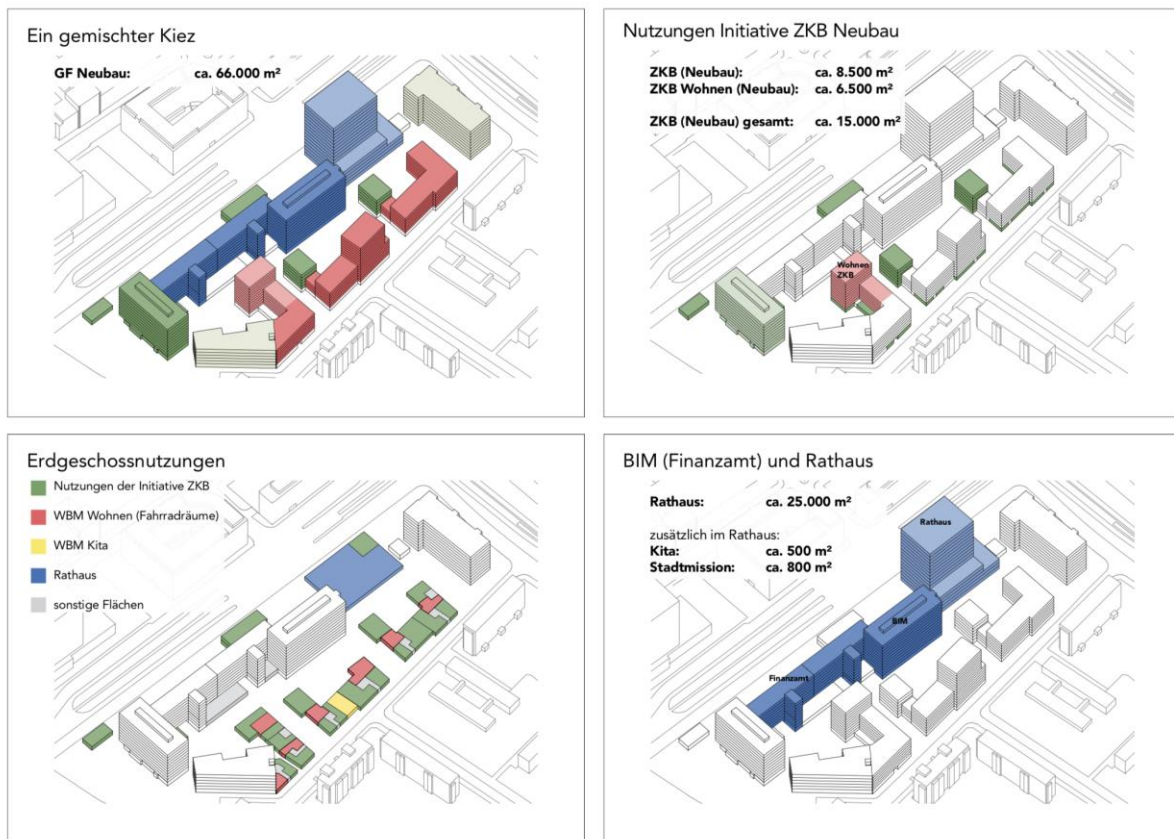 Ein gemischter Kiez
GF Neubau: ca. 66.000 m²
Nutzungen Initiative ZKB Neubau
ZKB (Neubau): ca. 8.500 m²
ZKB Wohnen (Neubau): ca. 6.500 m²
ZKB (Neubau) gesamt: ca. 15.000 m²
Wohnen
ZKB
Erdgeschossnutzungen
Nutzungen der Initiative ZKB
WBM Wohnen (Fahrradräume)
WBM Kita
Rathaus
sonstige Flächen
BIM (Finanzamt) und Rathaus
Rathaus: ca. 25.000 m²
zusätzlich im Rathaus:
Kita: ca. 500 m²
Stadtmission: ca. 800 m²
Rathaus
BIM
Finanzamt